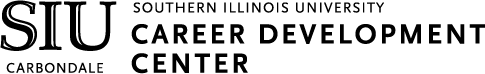 SIU
CARBONDALE
SOUTHERN ILLINOIS UNIVERSITY
CAREER DEVELOPMENT
CENTER